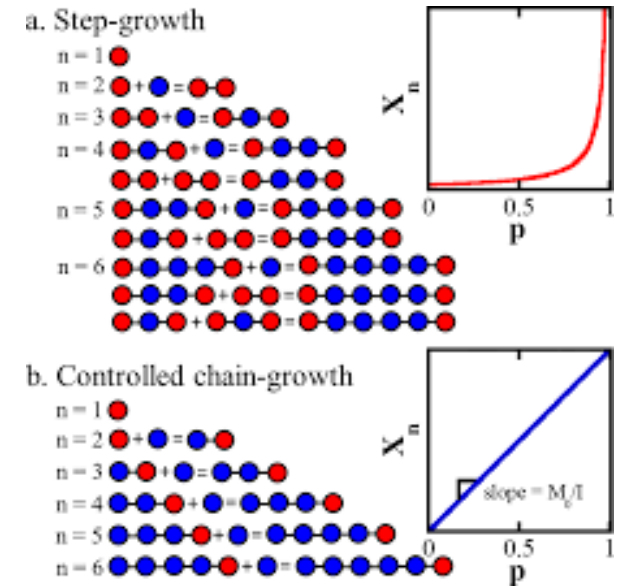 a. Step-growth
n = 1
n = 2 + =
n = 3 + =
n = 4 + =
+ =
n = 5 + =
+ =
n = 6 + =
+ =
+ =
X n
0 0.5 1
p
b. Controlled chain-growth
n = 1
n = 2 + =
n = 3 + =
n = 4 + =
n = 5 + =
n = 6 + =
X n
slope = M₀/I
0 0.5 1
p